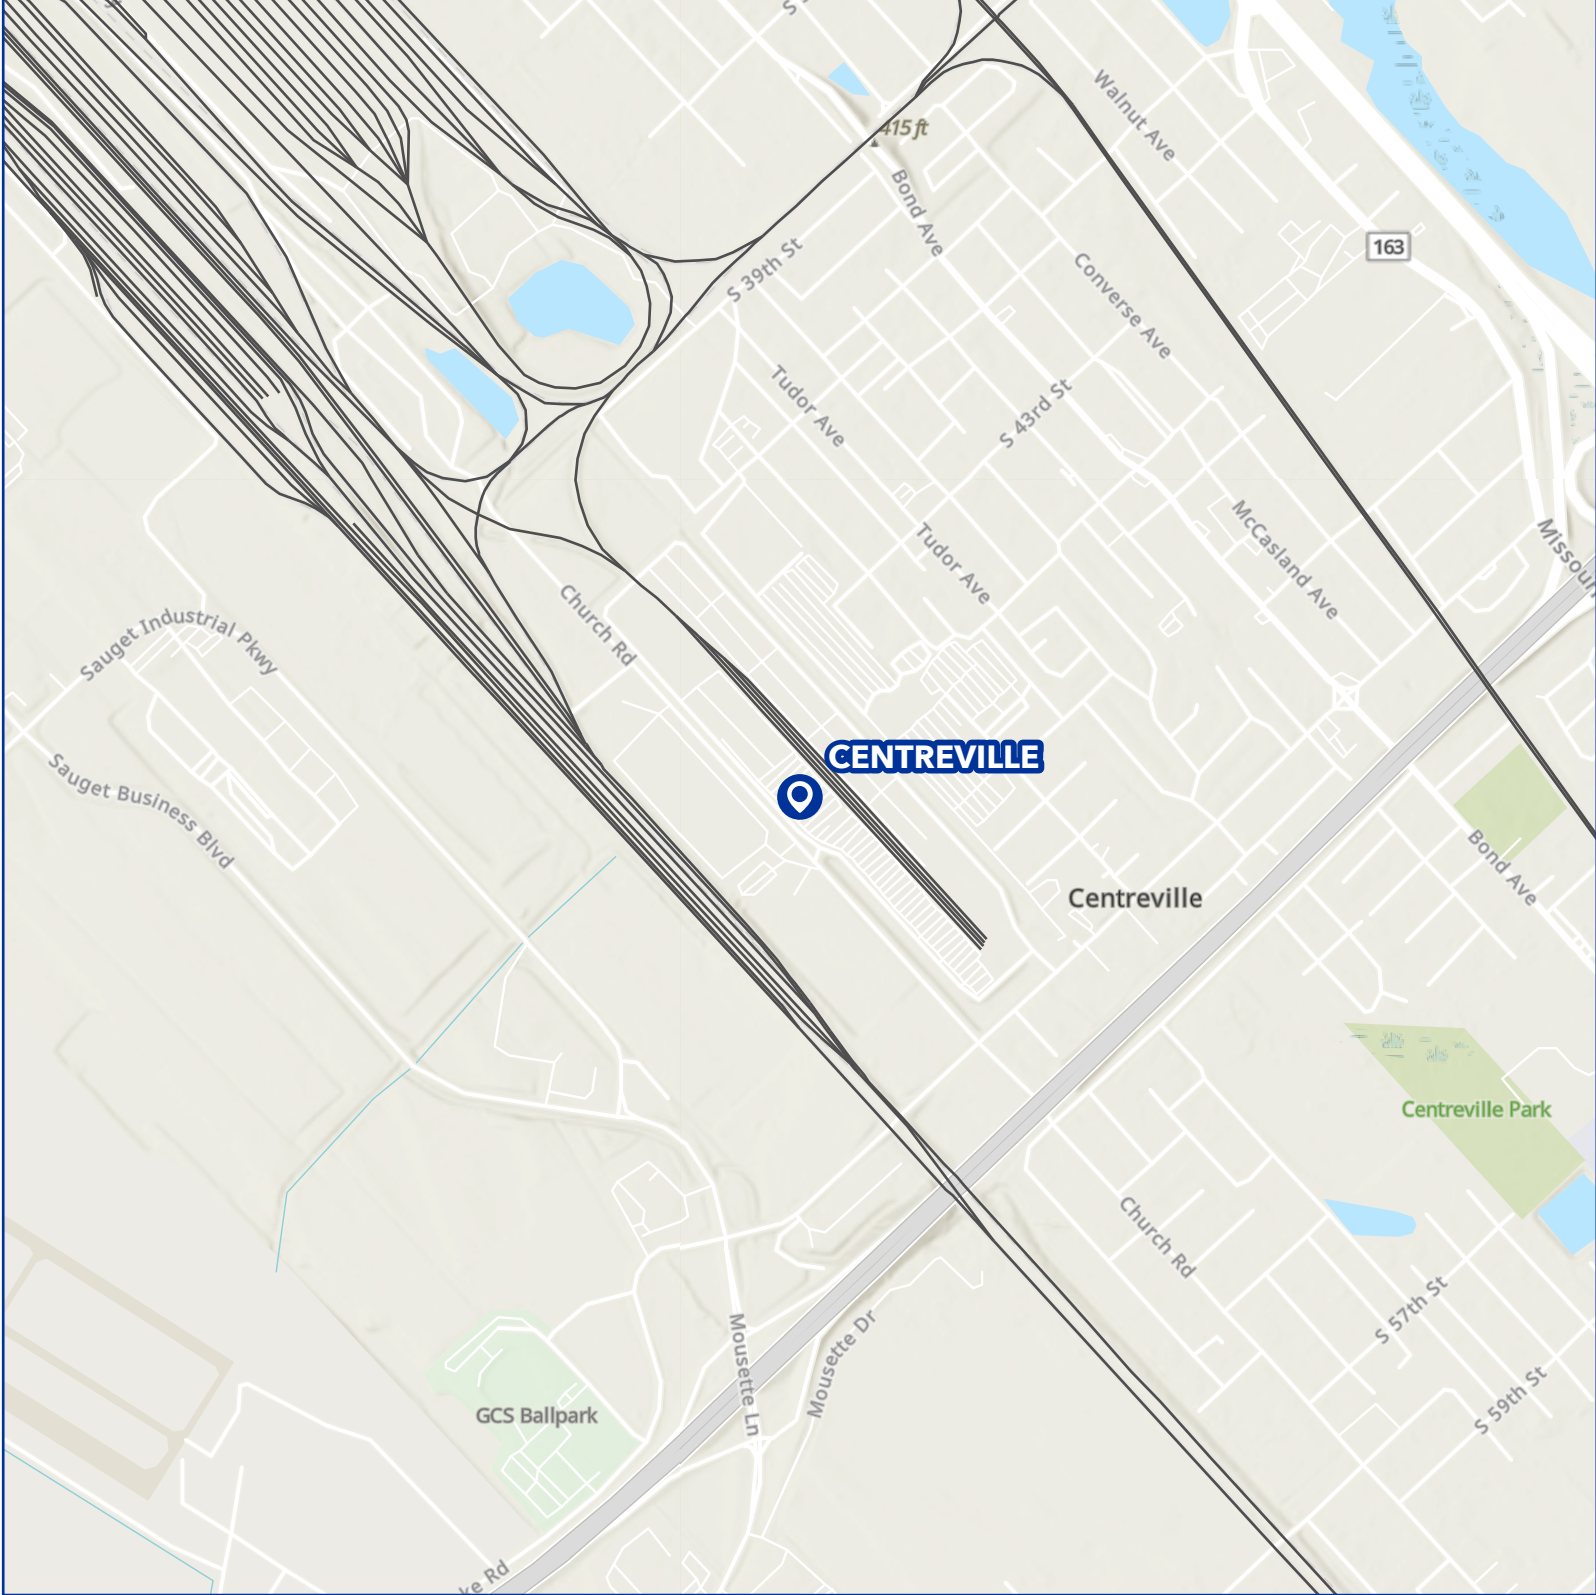 415 ft
Walnut Ave
Bond Ave
163
S 39th St
Converse Ave
Tudor Ave
S 43rd St
McCasland Ave
Tudor Ave
Church Rd
Sauget Industrial Pkwy
CENTREVILLE
Sauget Business Blvd
Bond Ave
Centreville
Centreville Park
Church Rd
S 57th St
Mousette Ln
Mousette Dr
S 59th St
GCS Ballpark
ke Rd